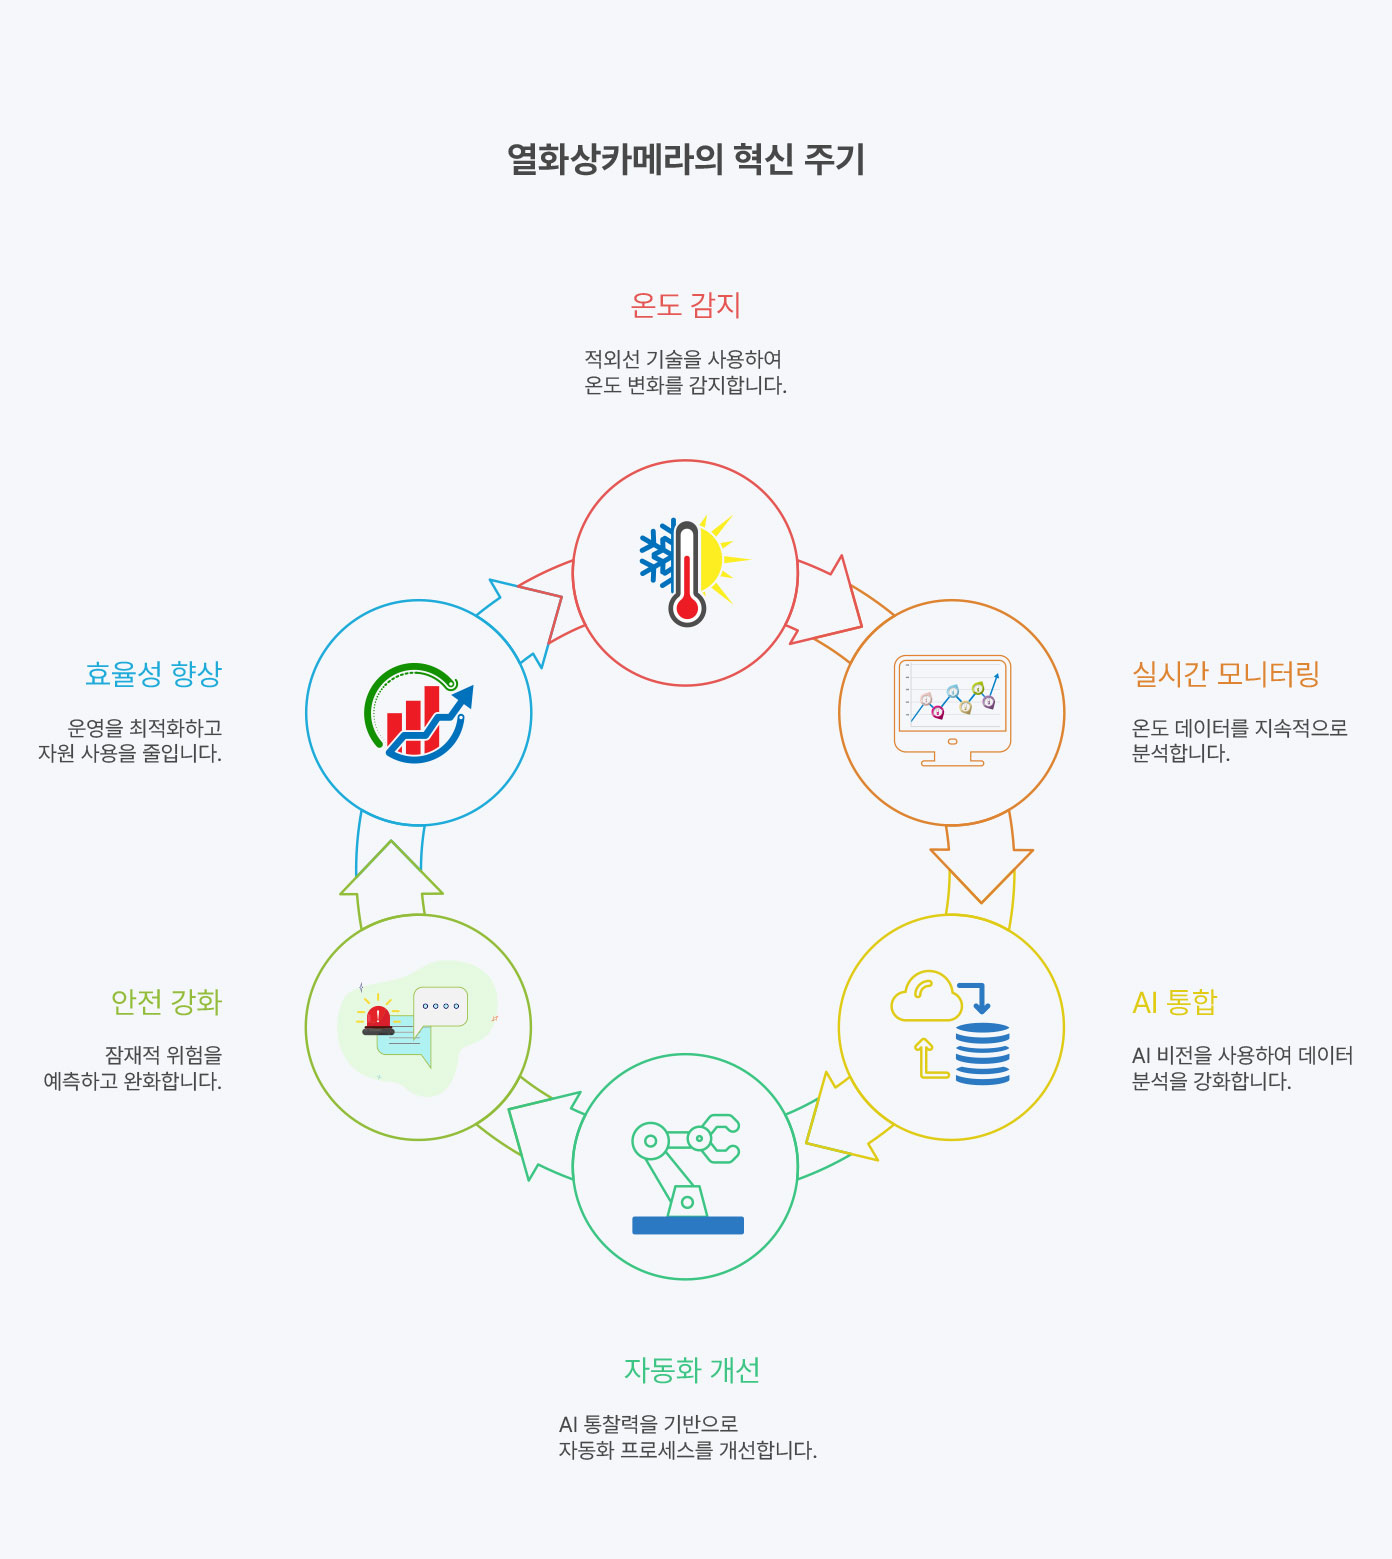 열화상카메라의 혁신 주기
온도 감지
적외선 기술을 사용하여
온도 변화를 감지합니다.
실시간 모니터링
온도 데이터를 지속적으로
분석합니다.
AI 통합
AI 비전을 사용하여 데이터
분석을 강화합니다.
자동화 개선
AI 통찰력을 기반으로
자동화 프로세스를 개선합니다.
안전 강화
잠재적 위험을
예측하고 완화합니다.
효율성 향상
운영을 최적화하고
자원 사용을 줄입니다.